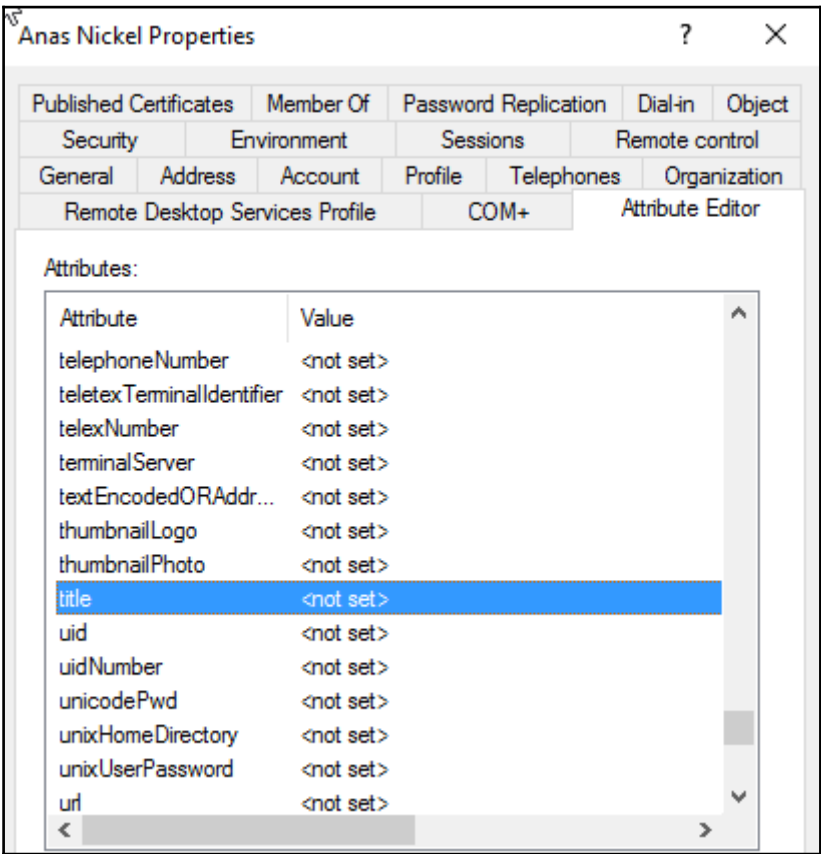 Anas Nickel Properties ? ×
Published Certificates Member Of Password Replication Dial-in Object
Security Environment Sessions Remote control
General Address Account Profile Telephones Organization
Remote Desktop Services Profile COM+ Attribute Editor
Attributes:
Attribute Value
telephoneNumber <not set>
teletexTerminalIdentifier <not set>
telexNumber <not set>
terminalServer <not set>
textEncodedORAddr... <not set>
thumbnailLogo <not set>
thumbnailPhoto <not set>
title <not set>
uid <not set>
uidNumber <not set>
unicodePwd <not set>
unixHomeDirectory <not set>
unixUserPassword <not set>
url <not set>